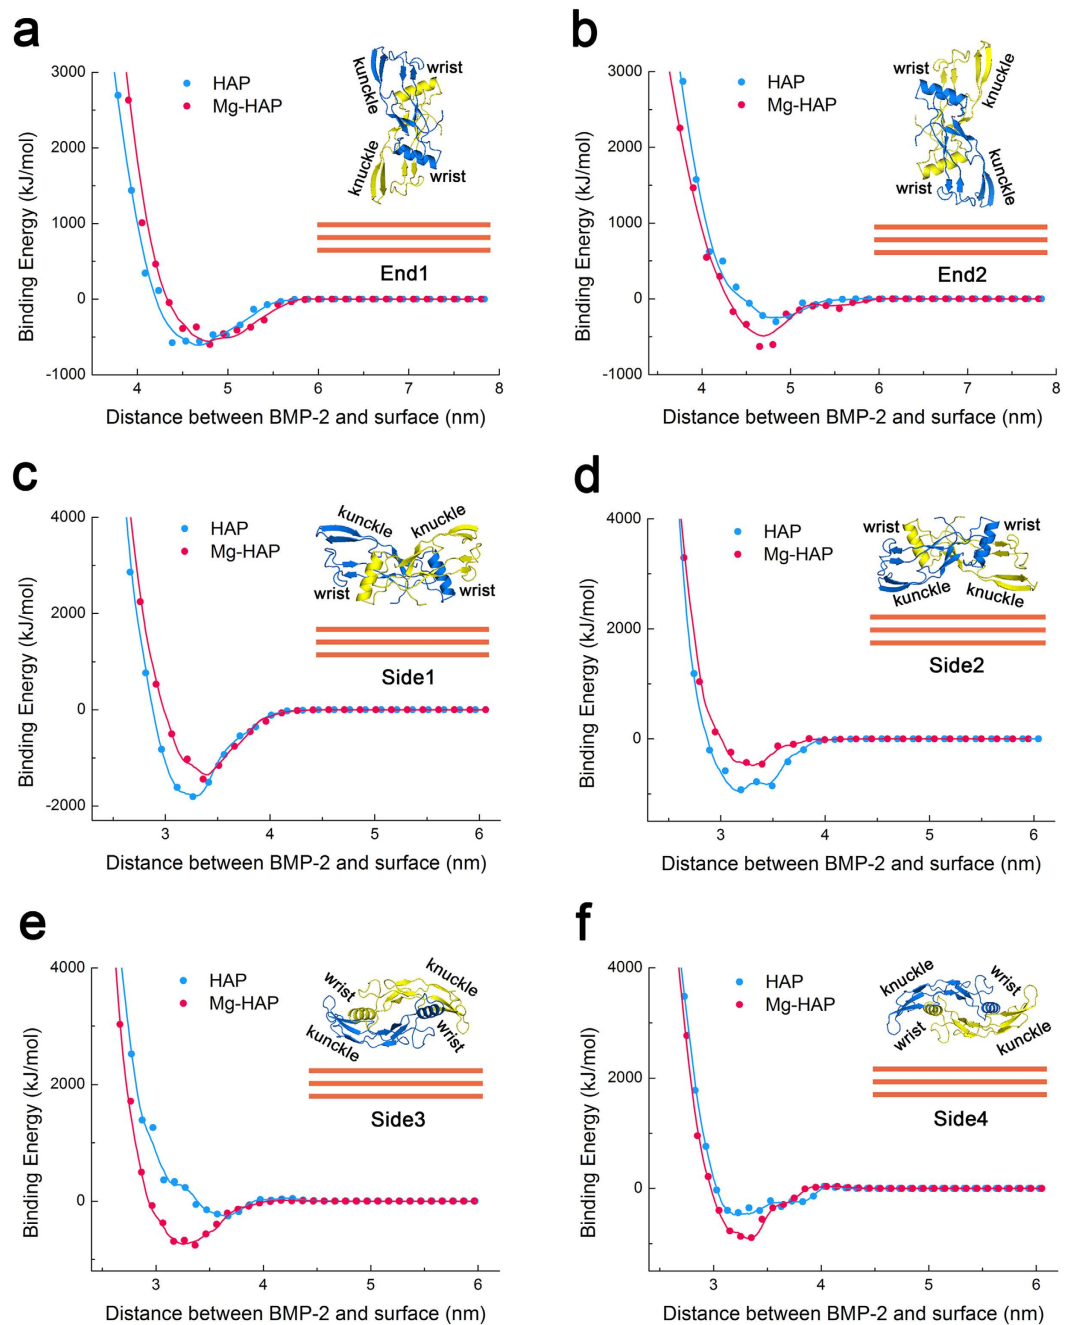 a
3000
2000
1000
0
-1000
4
5
6
7
8
Binding Energy (kJ/mol)
Distance between BMP-2 and surface (nm)
HAP
Mg-HAP
kunckle
wrist
knuckle
wrist
End1
b
3000
2000
1000
0
-1000
4
5
6
7
8
Binding Energy (kJ/mol)
Distance between BMP-2 and surface (nm)
HAP
Mg-HAP
wrist
knuckle
wrist
kunckle
End2
c
4000
2000
0
-2000
3
4
5
6
Binding Energy (kJ/mol)
Distance between BMP-2 and surface (nm)
HAP
Mg-HAP
kunckle
knuckle
wrist
wrist
Side1
d
4000
2000
0
3
4
5
6
Binding Energy (kJ/mol)
Distance between BMP-2 and surface (nm)
HAP
Mg-HAP
wrist
wrist
kunckle
knuckle
Side2
e
4000
2000
0
3
4
5
6
Binding Energy (kJ/mol)
Distance between BMP-2 and surface (nm)
HAP
Mg-HAP
wrist
knuckle
kunckle
wrist
Side3
f
4000
2000
0
3
4
5
6
Binding Energy (kJ/mol)
Distance between BMP-2 and surface (nm)
HAP
Mg-HAP
knuckle
wrist
wrist
kunckle
Side4